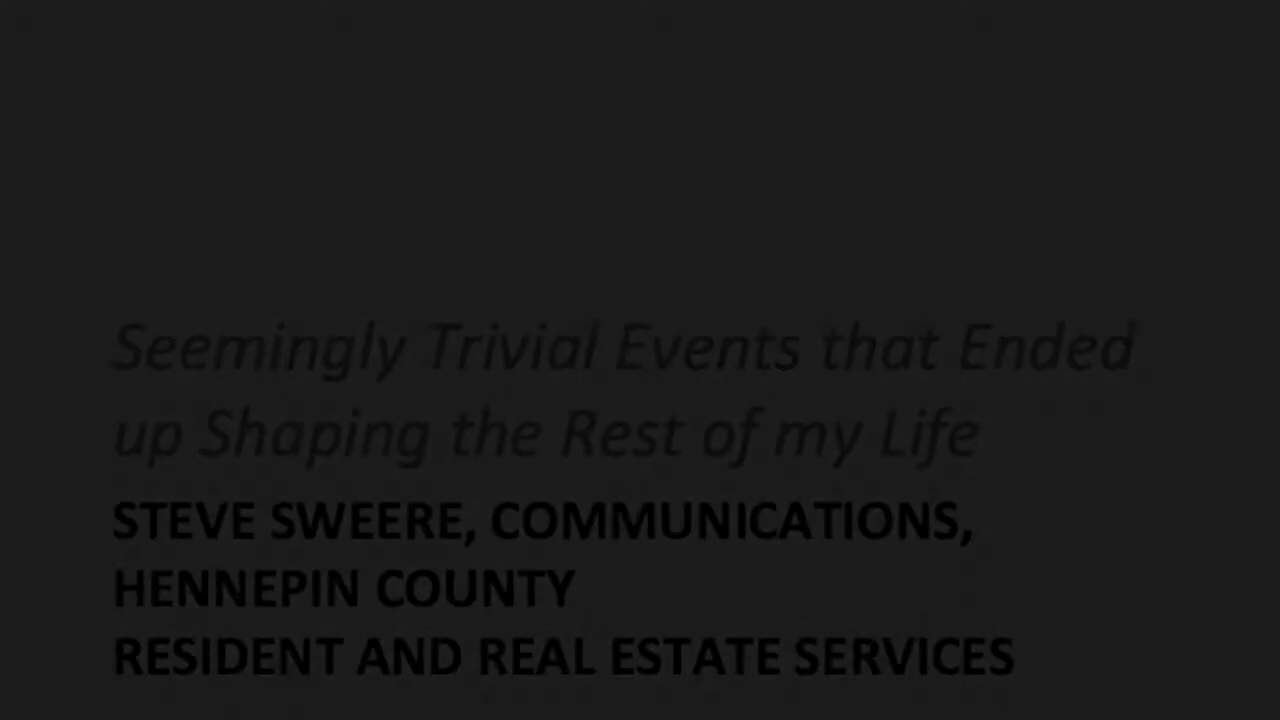 Seemingly Trivial Events that Ended
up Shaping the Rest of my Life
STEVE SWEERE, COMMUNICATIONS,
HENNEPIN COUNTY
RESIDENT AND REAL ESTATE SERVICES